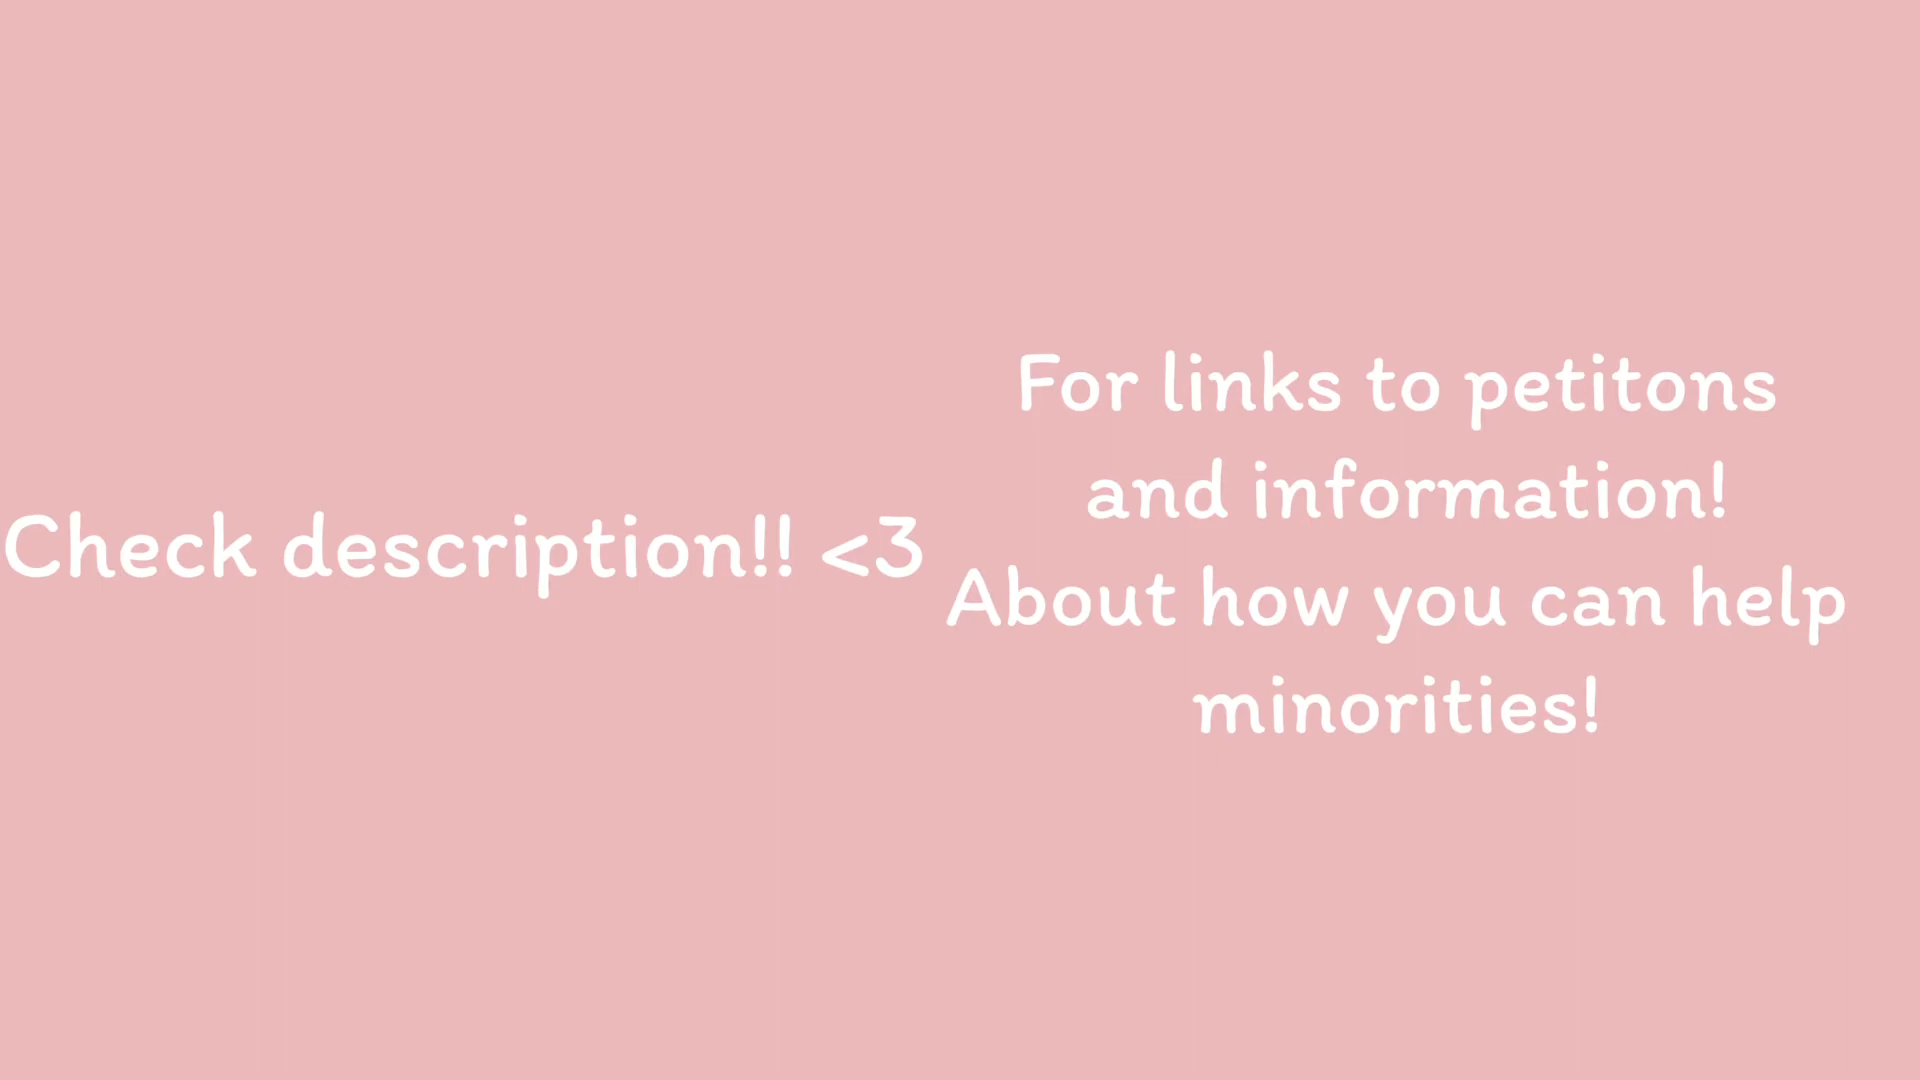 Check description!! <3
For links to petitons
and information!
About how you can help
minorities!